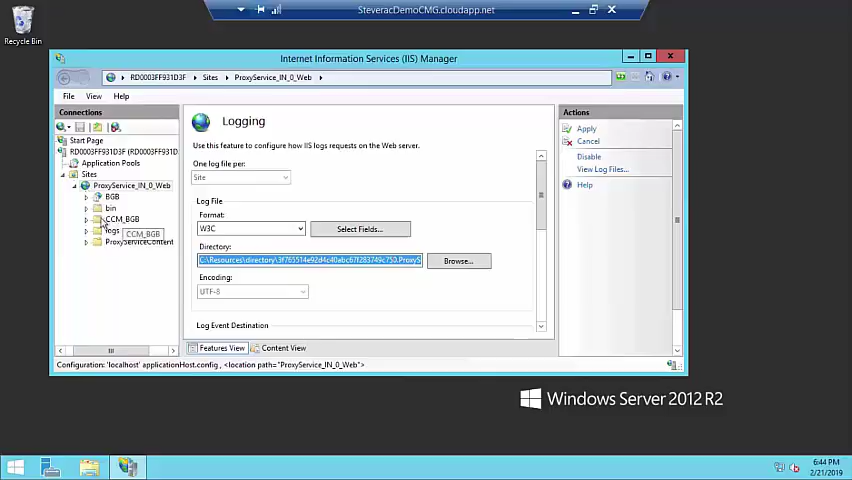 SteveracDemoCMG.cloudapp.net
Recycle Bin
Internet Information Services (IIS) Manager
RD0003FF931D3F
Sites
ProxyService_IN_0_Web
File
View
Help
Connections
Start Page
RD0003FF931D3F (RD0003FF931D
Application Pools
Sites
ProxyService_IN_0_Web
BGB
bin
CCM_BGB
logs
CCM_BGB
ProxyServiceContent
Logging
Use this feature to configure how IIS logs requests on the Web server.
One log file per:
Site
Log File
Format:
W3C
Select Fields...
Directory:
Browse...
Encoding:
UTF-8
Log Event Destination
Features View
Content View
Actions
Apply
Cancel
Disable
View Log Files...
Help
Configuration: 'localhost' applicationHost.config , <location path="ProxyService_IN_0_Web">
Windows Server 2012 R2
6:44 PM
2/21/2019